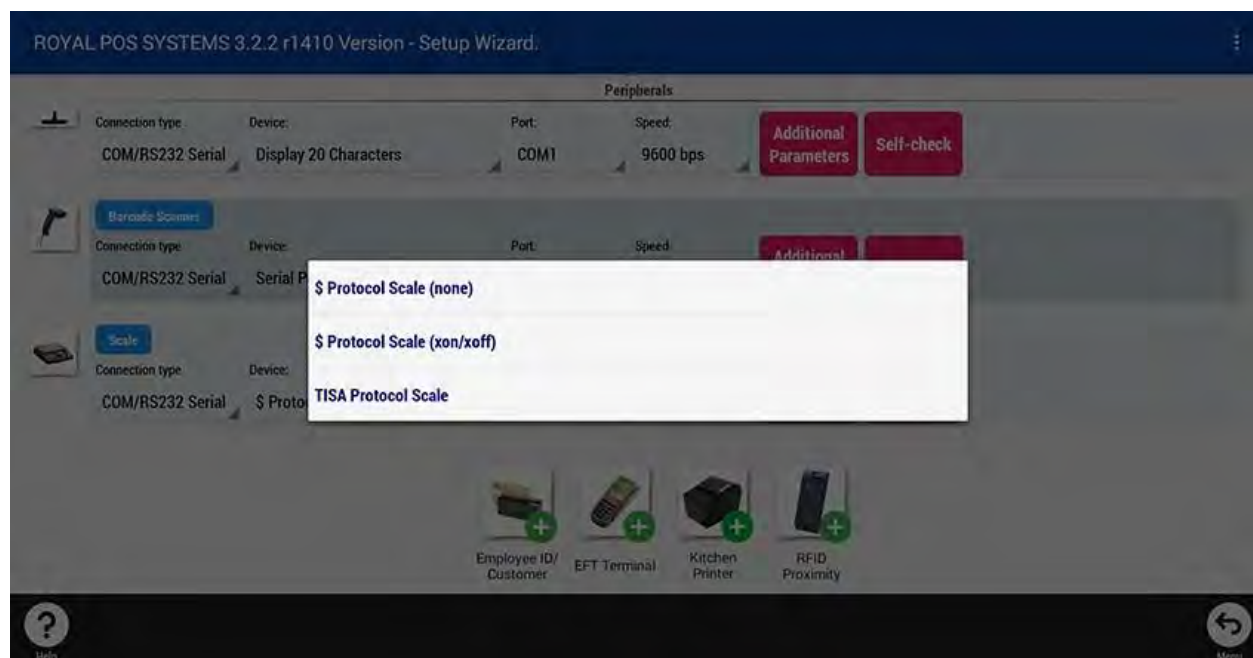 ROYAL POS SYSTEMS 3.2.2 r1410 Version - Setup Wizard.
Peripherals
Connection type Device: Port: Speed:
COM/RS232 Serial Display 20 Characters COM1 9600 bps
Additional Parameters
Self-check
Barcode Scanner
Connection type Device: Port: Speed:
COM/RS232 Serial Serial P
Additional
$ Protocol Scale (none)
$ Protocol Scale (xon/xoff)
TISA Protocol Scale
Scale
Connection type Device:
COM/RS232 Serial $ Proto
Employee ID/
Customer
EFT Terminal
Kitchen
Printer
RFID
Proximity
Help
Menu